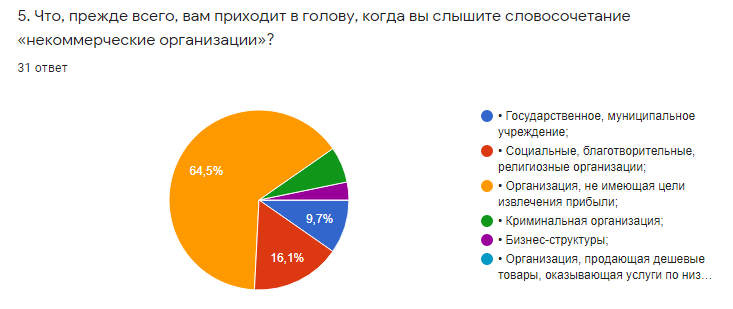 5. Что, прежде всего, вам приходит в голову, когда вы слышите словосочетание
«некоммерческие организации»?
31 ответ
64,5%
9,7%
16,1%
• Государственное, муниципальное
учреждение;
• Социальные, благотворительные,
религиозные организации;
• Организация, не имеющая цели
извлечения прибыли;
• Криминальная организация;
• Бизнес-структуры;
• Организация, продающая дешевые
товары, оказывающая услуги по низ…